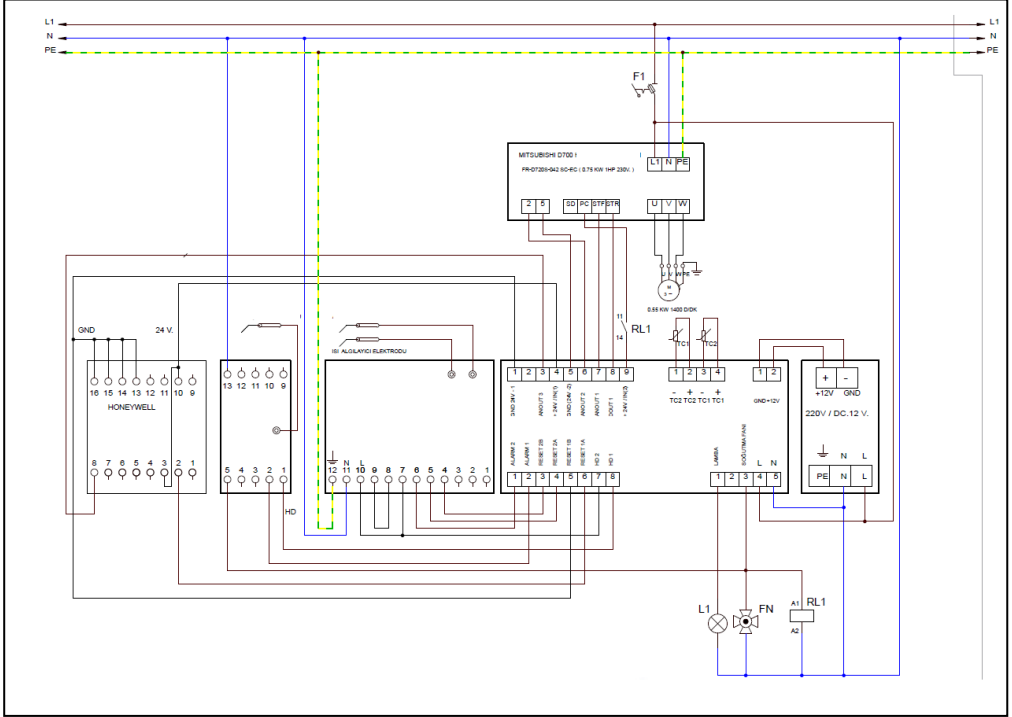 L1 L1
N N
PE PE
F1
MITSUBISHI D700 I
L1 N PE
FR-D720S-042 SC-EC ( 0.75 KW 1HP 230V. )
2 5 SD PC STF STR U V W
U V W PE
M
3 ~
0.55 KW 1400 D/DK
11
RL1
14
TC1 TC2
GND 24 V.
ISI ALGILAYICI ELEKTRODU
16 15 14 13 12 11 10 9
HONEYWELL
13 12 11 10 9
1 2 3 4 5 6 7 8 9
1 2 3 4
- + - +
TC2 TC2 TC1 TC1
1 2
GND +12V
+ -
+12V GND
220V / DC.12 V.
GND 24V - 1
ANOUT 3
+ 24V / IN(1)
GND (24V -2)
ANOUT 2
ANOUT 1
DOUT 1
+ 24V / IN(2)
ALARM 2
ALARM 1
RESET 2B
RESET 2A
RESET 1B
RESET 1A
HD 2
HD 1
LAMBA
SOĞUTMA FANI
L N
N L
PE N L
8 7 6 5 4 3 2 1
5 4 3 2 1
N L
12 11 10 9 8 7 6 5 4 3 2 1
1 2 3 4 5 6 7 8
1 2 3 4 5
HD
L1
FN
A1 RL1
A2